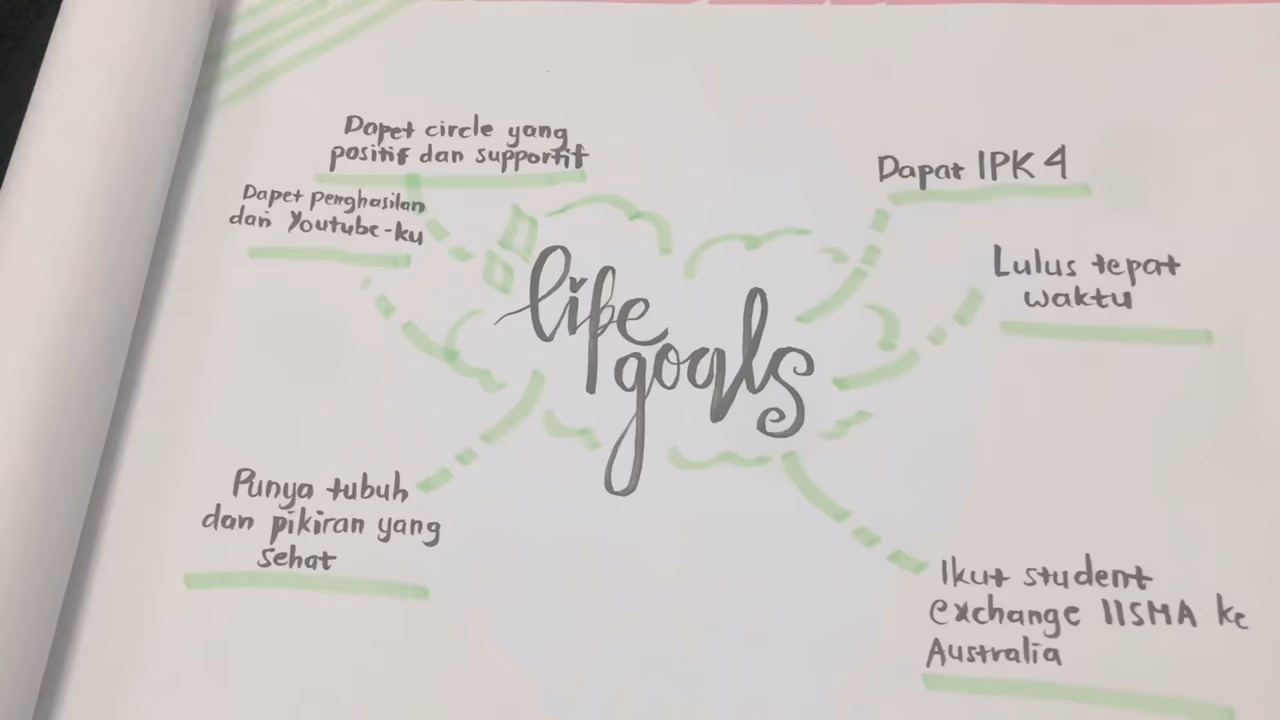 Dapet circle yang
positif dan supportif
Dapet penghasilan
dari Youtube-ku
Punya tubuh
dan pikiran yang
sehat
life
goals
Dapat IPK 4
Lulus tepat
waktu
Ikut student
exchange IISMA ke
Australia